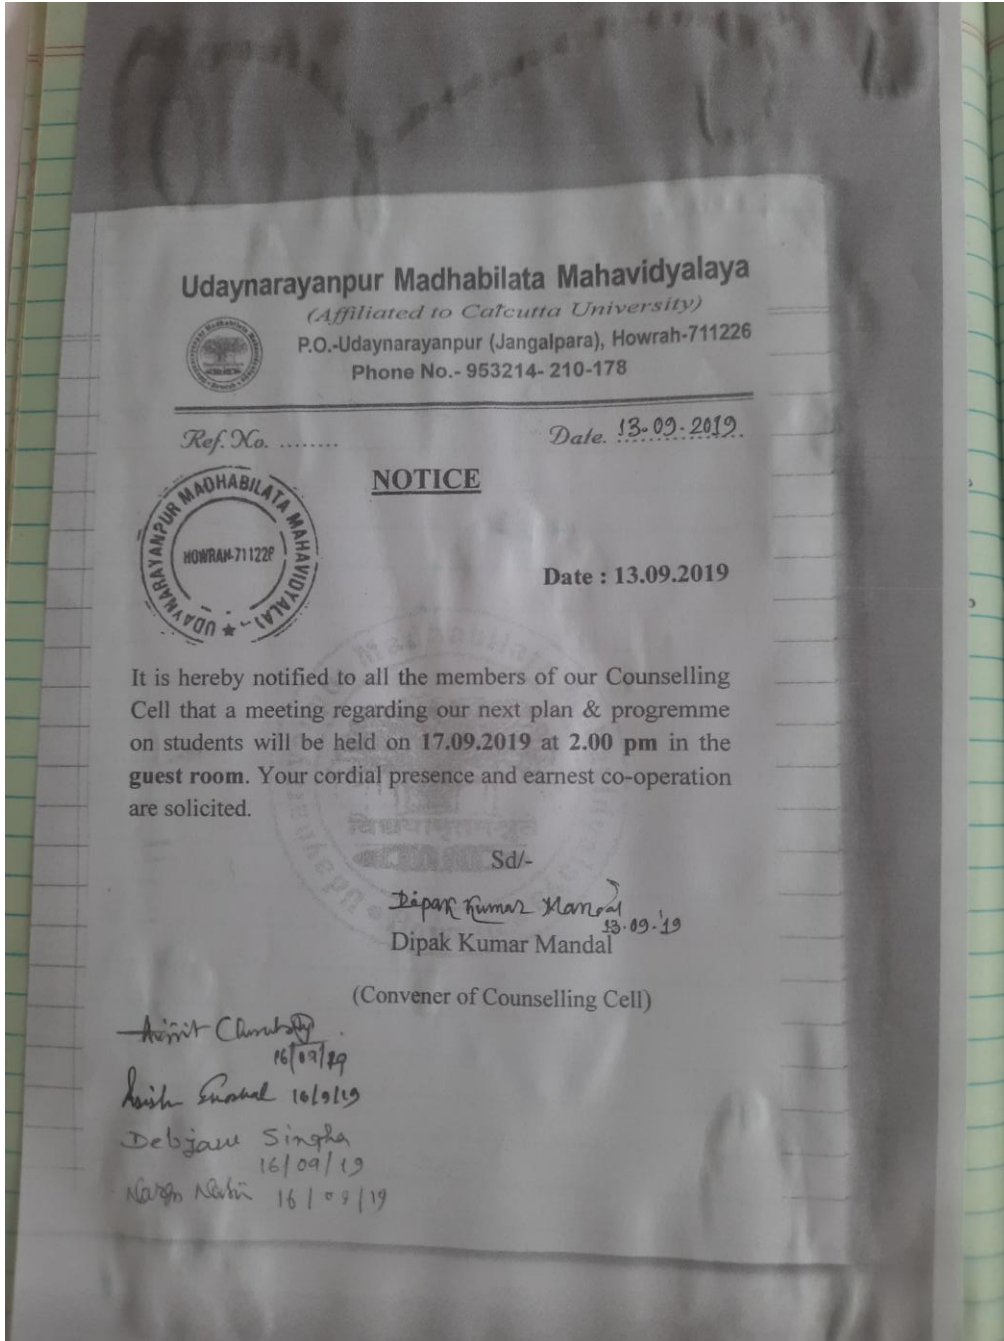 Udaynarayanpur Madhabilata Mahavidyalaya
(Affiliated to Calcutta University)
P.O.-Udaynarayanpur (Jangalpara), Howrah-711226
Phone No.- 953214- 210-178
Ref. No. ........
Date. 13-09-2019.
NOTICE
UDAYNARAYANPUR MADHABILATA MAHAVIDYALA
HOWRAH-711226
Date : 13.09.2019
It is hereby notified to all the members of our Counselling
Cell that a meeting regarding our next plan & progremme
on students will be held on 17.09.2019 at 2.00 pm in the
guest room. Your cordial presence and earnest co-operation
are solicited.
Sd/-
Dipak Kumar Mandal
13.09.'19
Dipak Kumar Mandal
(Convener of Counselling Cell)
16/09/19
16/9/19
Debjani Singha
16/09/19
16/09/19